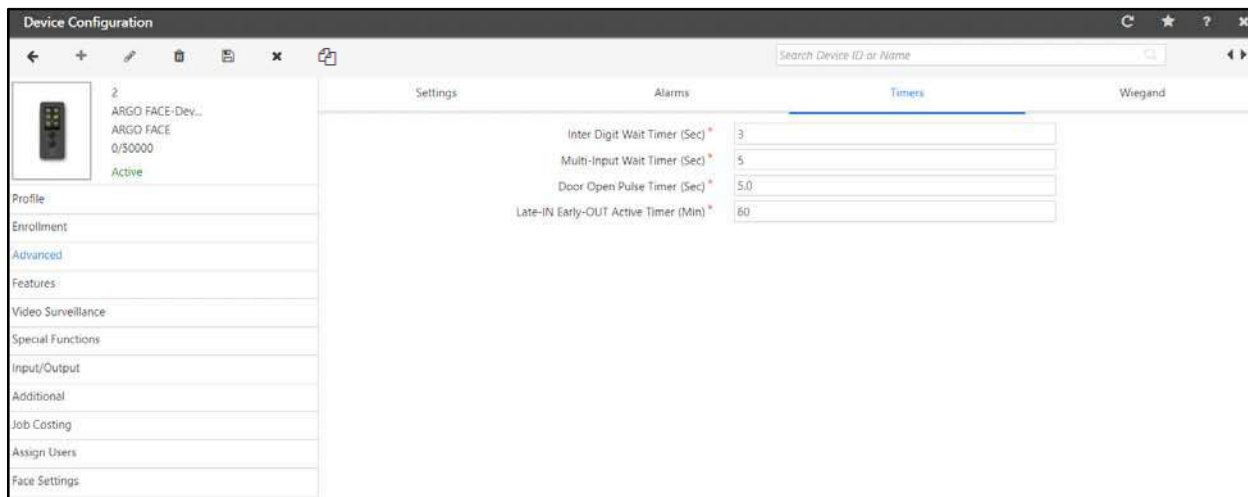 Device Configuration
?
Search Device ID or Name
2
ARGO FACE-Dev...
ARGO FACE
0/50000
Active
Profile
Enrollment
Advanced
Features
Video Surveillance
Special Functions
Input/Output
Additional
Job Costing
Assign Users
Face Settings
Settings Alarms Timers Wiegand
Inter Digit Wait Timer (Sec) * 3
Multi-Input Wait Timer (Sec) * 5
Door Open Pulse Timer (Sec) * 5.0
Late-IN Early-OUT Active Timer (Min) * 60